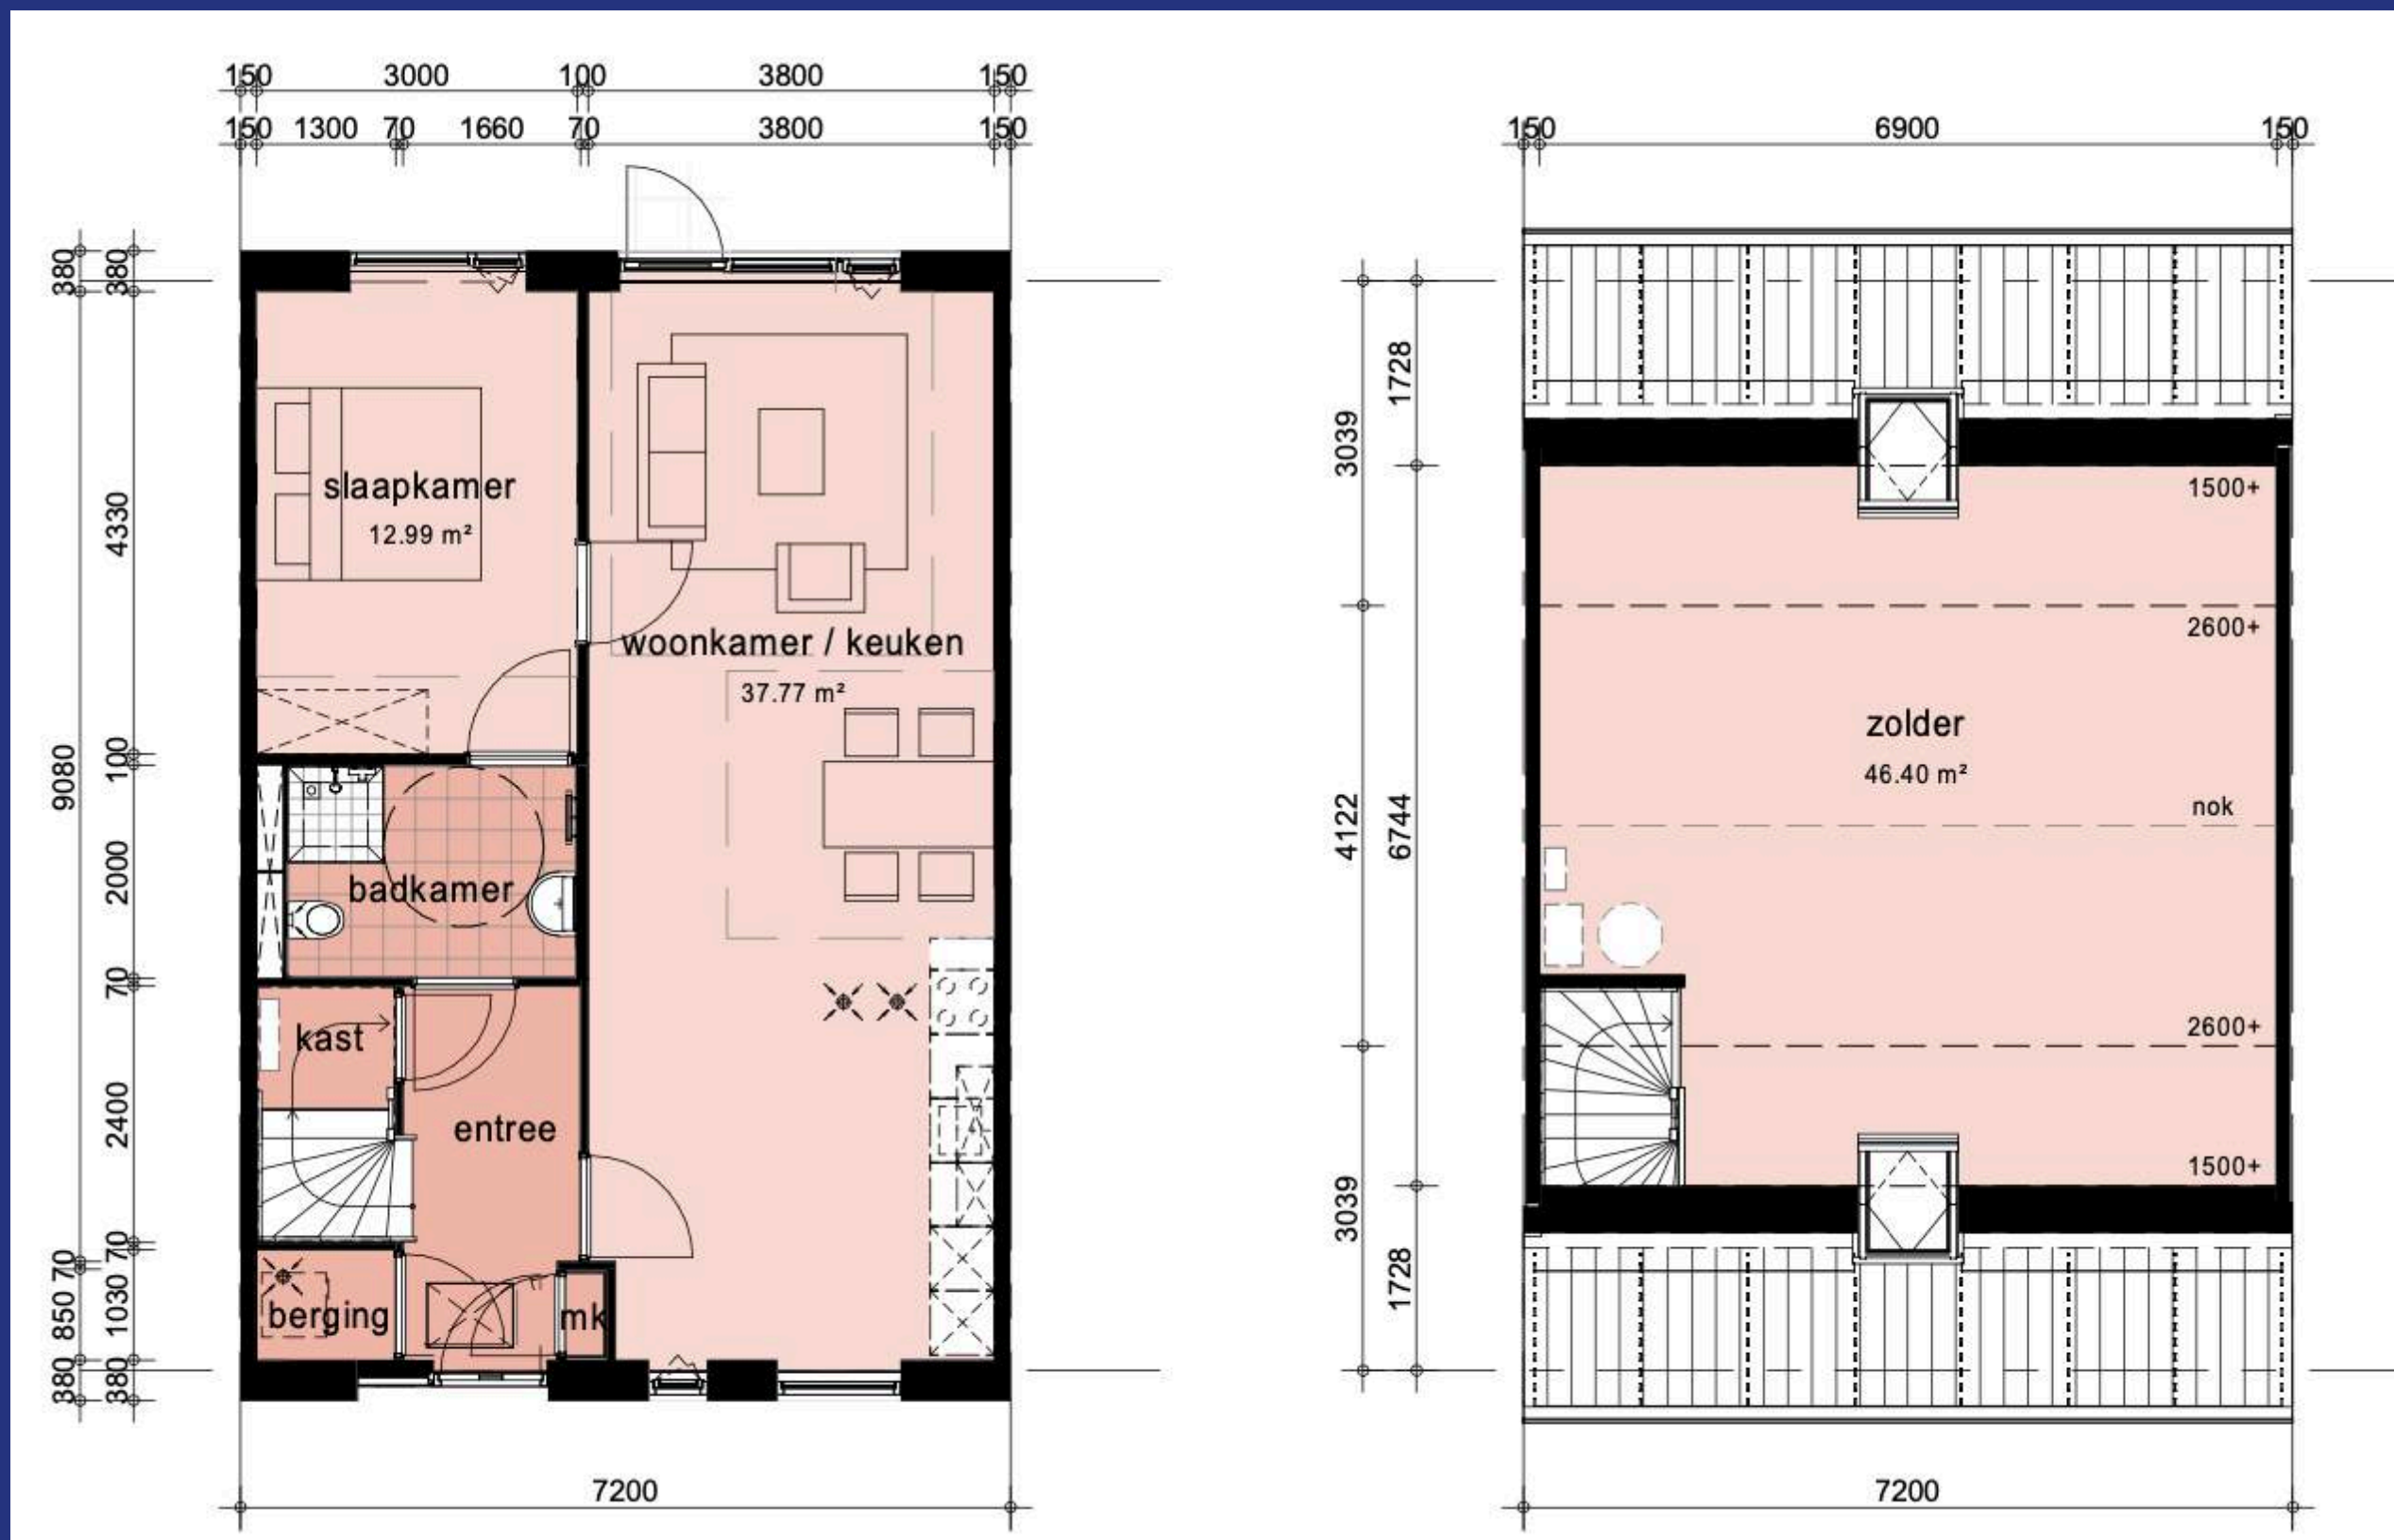 150 3000 100 3800 150
150 1300 70 1660 70 3800 150
150 6900 150
380 9080 70 850 380
380 4330 100 2000 70 2400 70 1030 380
slaapkamer
12.99 m²
woonkamer / keuken
37.77 m²
badkamer
kast
entree
berging
mk
7200
3039 4122 3039
1728 6744 1728
1500+
2600+
zolder
46.40 m²
nok
2600+
1500+
7200